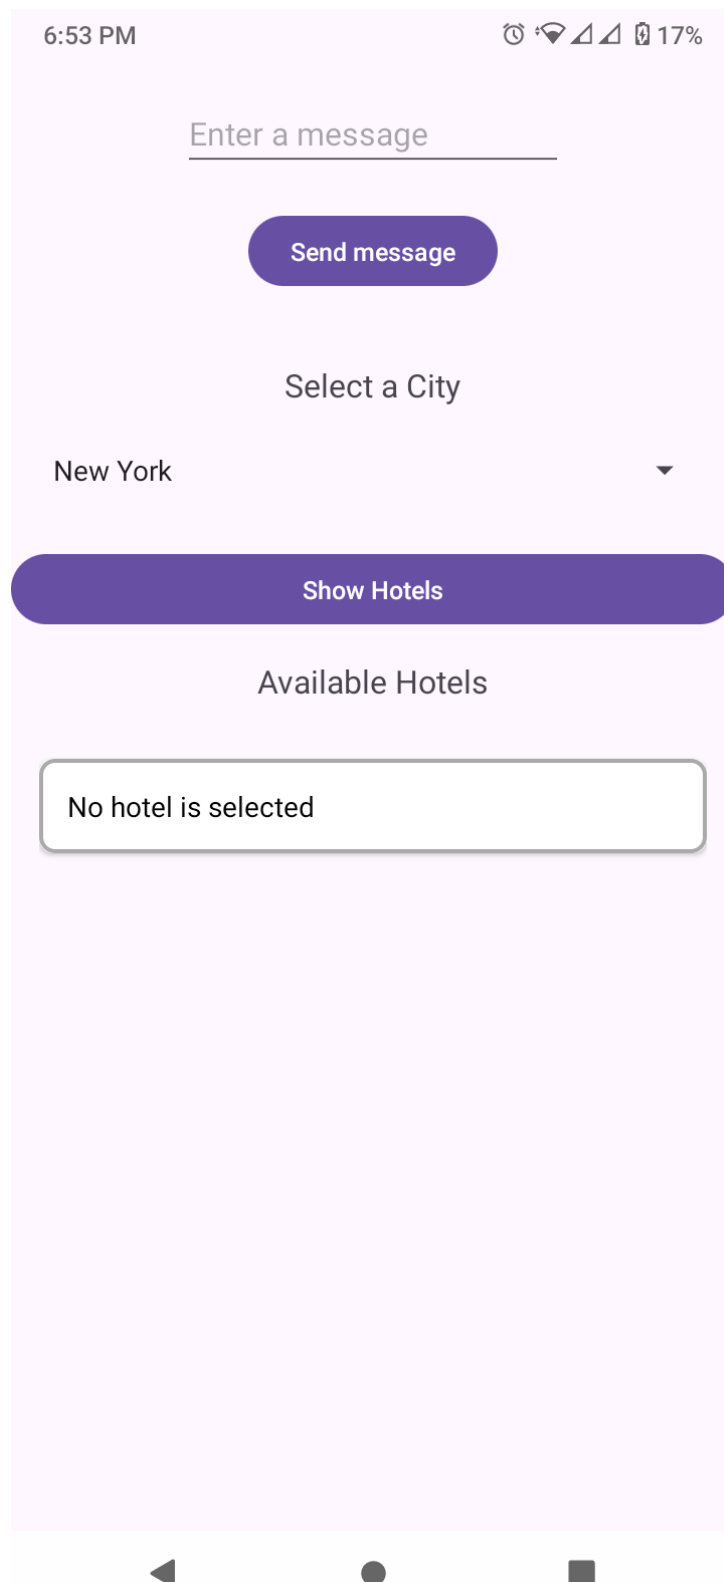 6:53 PM 17%
Enter a message
Send message
Select a City
New York
Show Hotels
Available Hotels
No hotel is selected